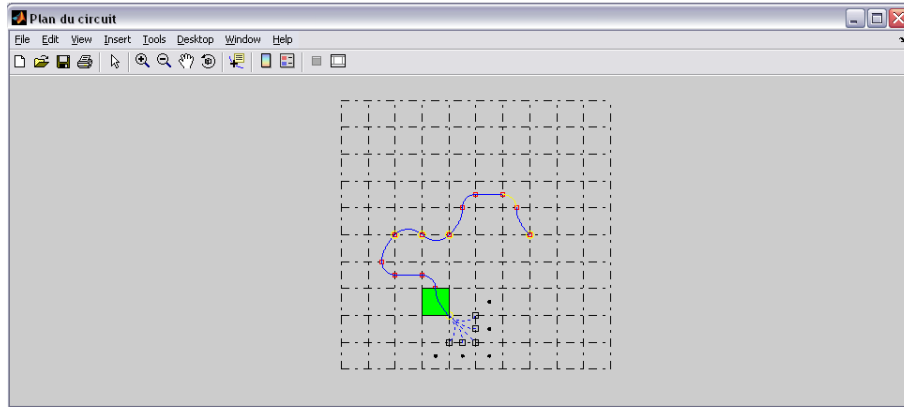 Plan du circuit
File Edit View Insert Tools Desktop Window Help